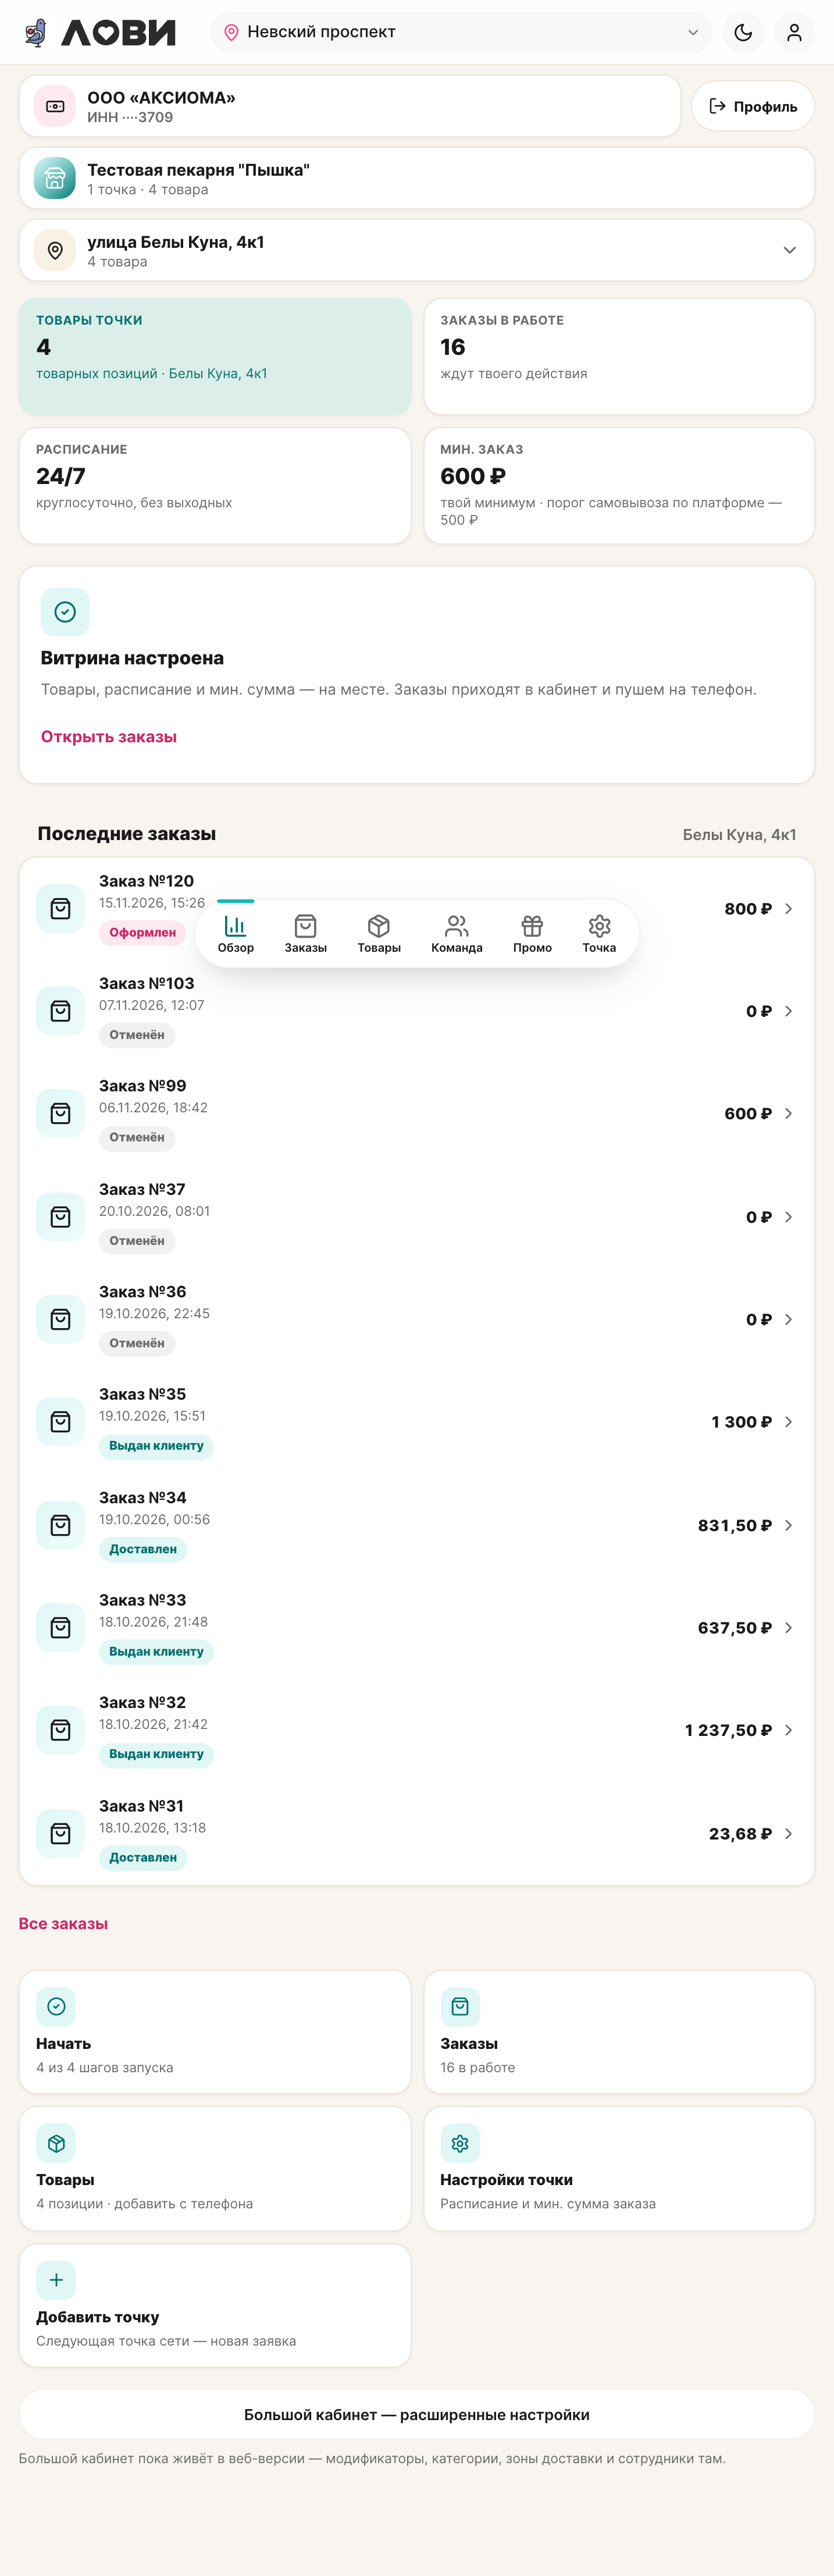 ЛОВИ
Невский проспект
ООО «АКСИОМА»
ИНН ····3709
Профиль
Тестовая пекарня "Пышка"
1 точка · 4 товара
улица Белы Куна, 4к1
4 товара
ТОВАРЫ ТОЧКИ
4
товарных позиций · Белы Куна, 4к1
ЗАКАЗЫ В РАБОТЕ
16
ждут твоего действия
РАСПИСАНИЕ
24/7
круглосуточно, без выходных
МИН. ЗАКАЗ
600 ₽
твой минимум · порог самовывоза по платформе —
500 ₽
Витрина настроена
Товары, расписание и мин. сумма — на месте. Заказы приходят в кабинет и пушем на телефон.
Открыть заказы
Последние заказы
Белы Куна, 4к1
Заказ №120
15.11.2026, 15:26
Оформлен
800 ₽
Обзор
Заказы
Товары
Команда
Промо
Точка
Заказ №103
07.11.2026, 12:07
Отменён
0 ₽
Заказ №99
06.11.2026, 18:42
Отменён
600 ₽
Заказ №37
20.10.2026, 08:01
Отменён
0 ₽
Заказ №36
19.10.2026, 22:45
Отменён
0 ₽
Заказ №35
19.10.2026, 15:51
Выдан клиенту
1 300 ₽
Заказ №34
19.10.2026, 00:56
Доставлен
831,50 ₽
Заказ №33
18.10.2026, 21:48
Выдан клиенту
637,50 ₽
Заказ №32
18.10.2026, 21:42
Выдан клиенту
1 237,50 ₽
Заказ №31
18.10.2026, 13:18
Доставлен
23,68 ₽
Все заказы
Начать
4 из 4 шагов запуска
Заказы
16 в работе
Товары
4 позиции · добавить с телефона
Настройки точки
Расписание и мин. сумма заказа
Добавить точку
Следующая точка сети — новая заявка
Большой кабинет — расширенные настройки
Большой кабинет пока живёт в веб-версии — модификаторы, категории, зоны доставки и сотрудники там.